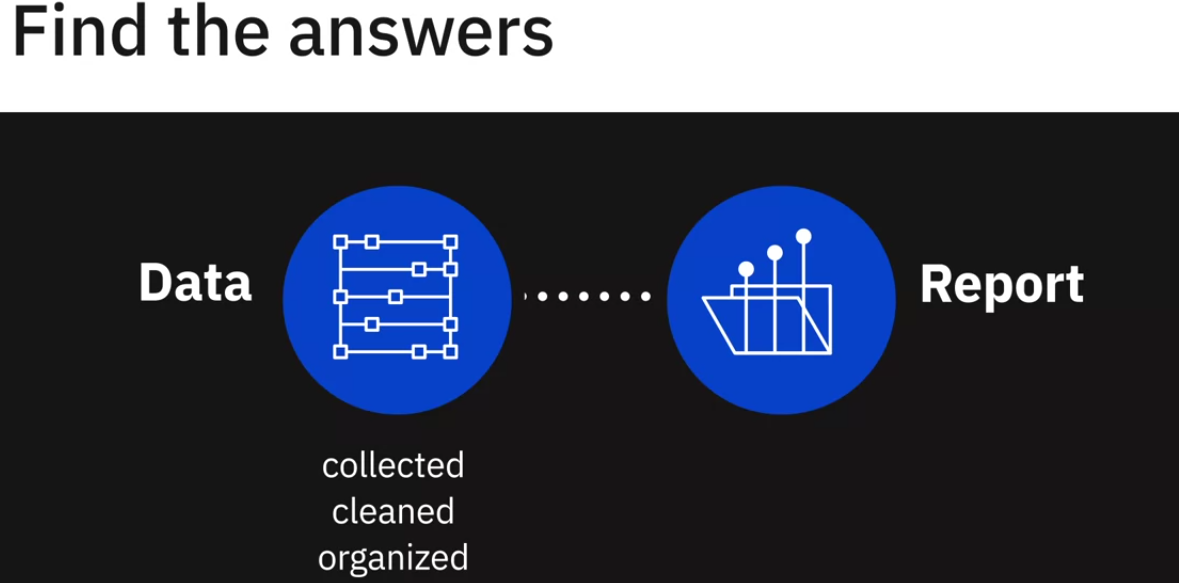 Find the answers
Data
Report
collected
cleaned
organized